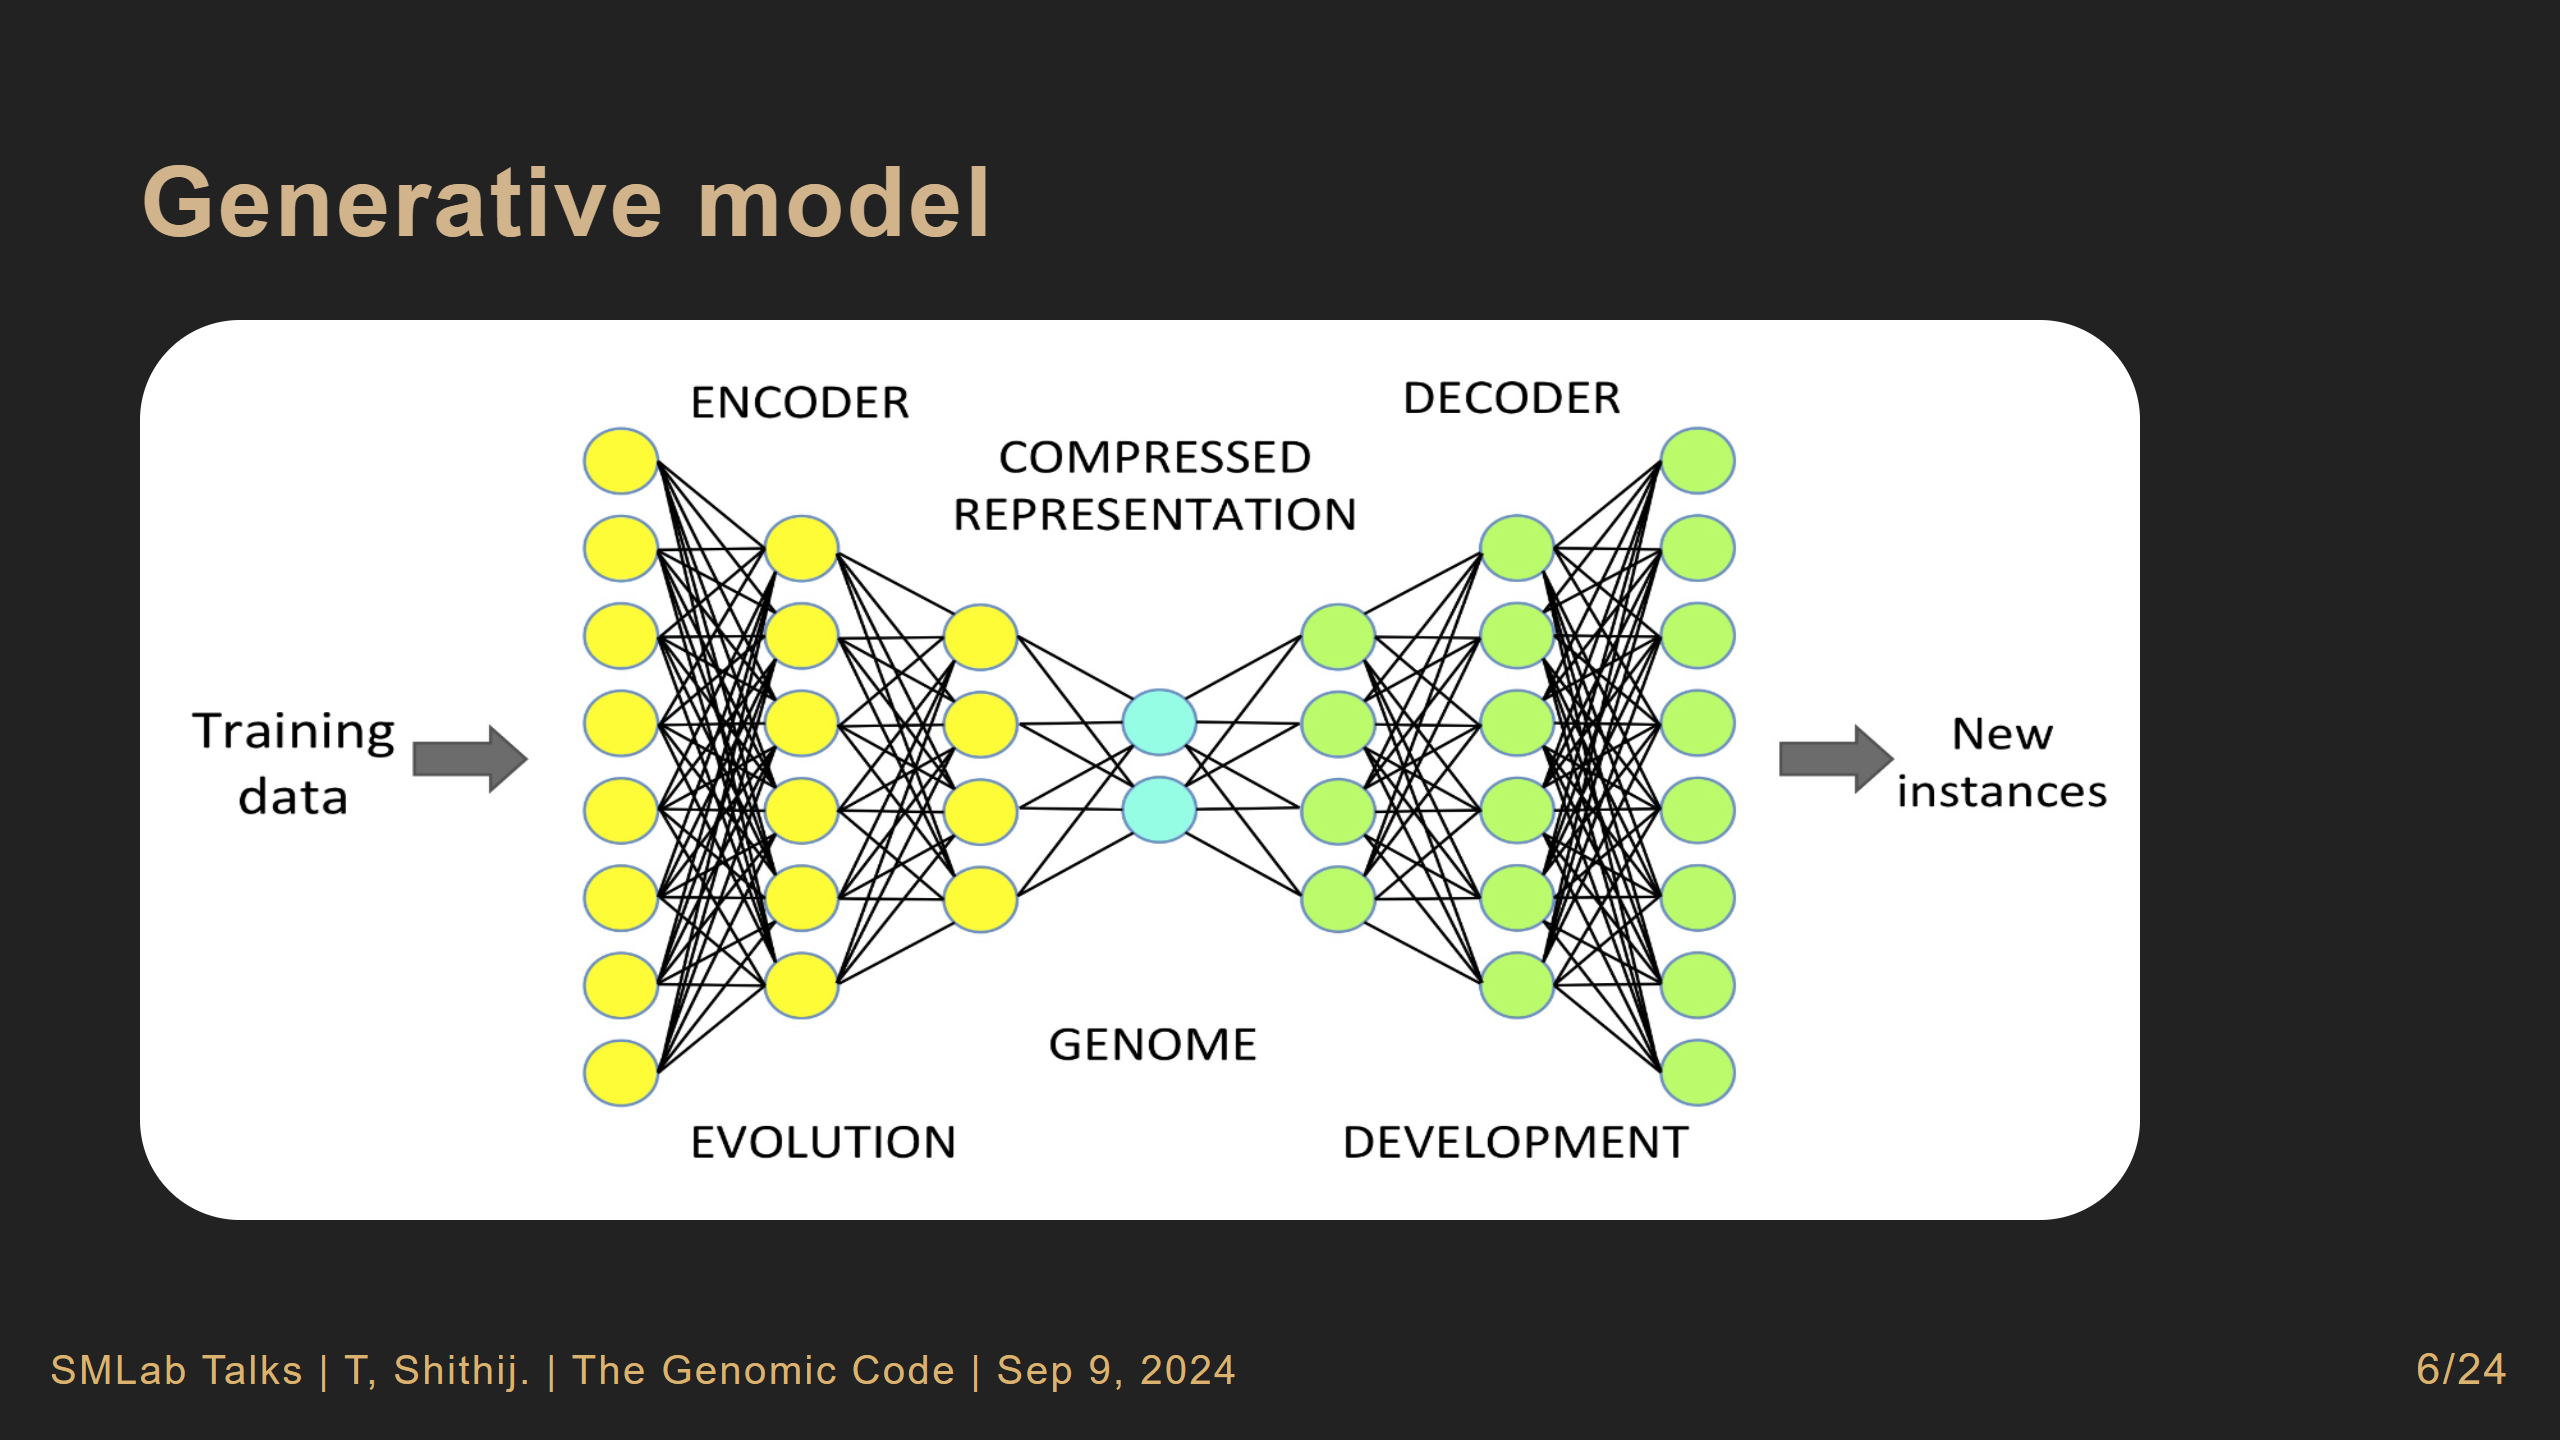 Generative model
ENCODER
DECODER
COMPRESSED
REPRESENTATION
Training
data
New
instances
GENOME
EVOLUTION
DEVELOPMENT
SMLab Talks | T, Shithij. | The Genomic Code | Sep 9, 2024
6/24